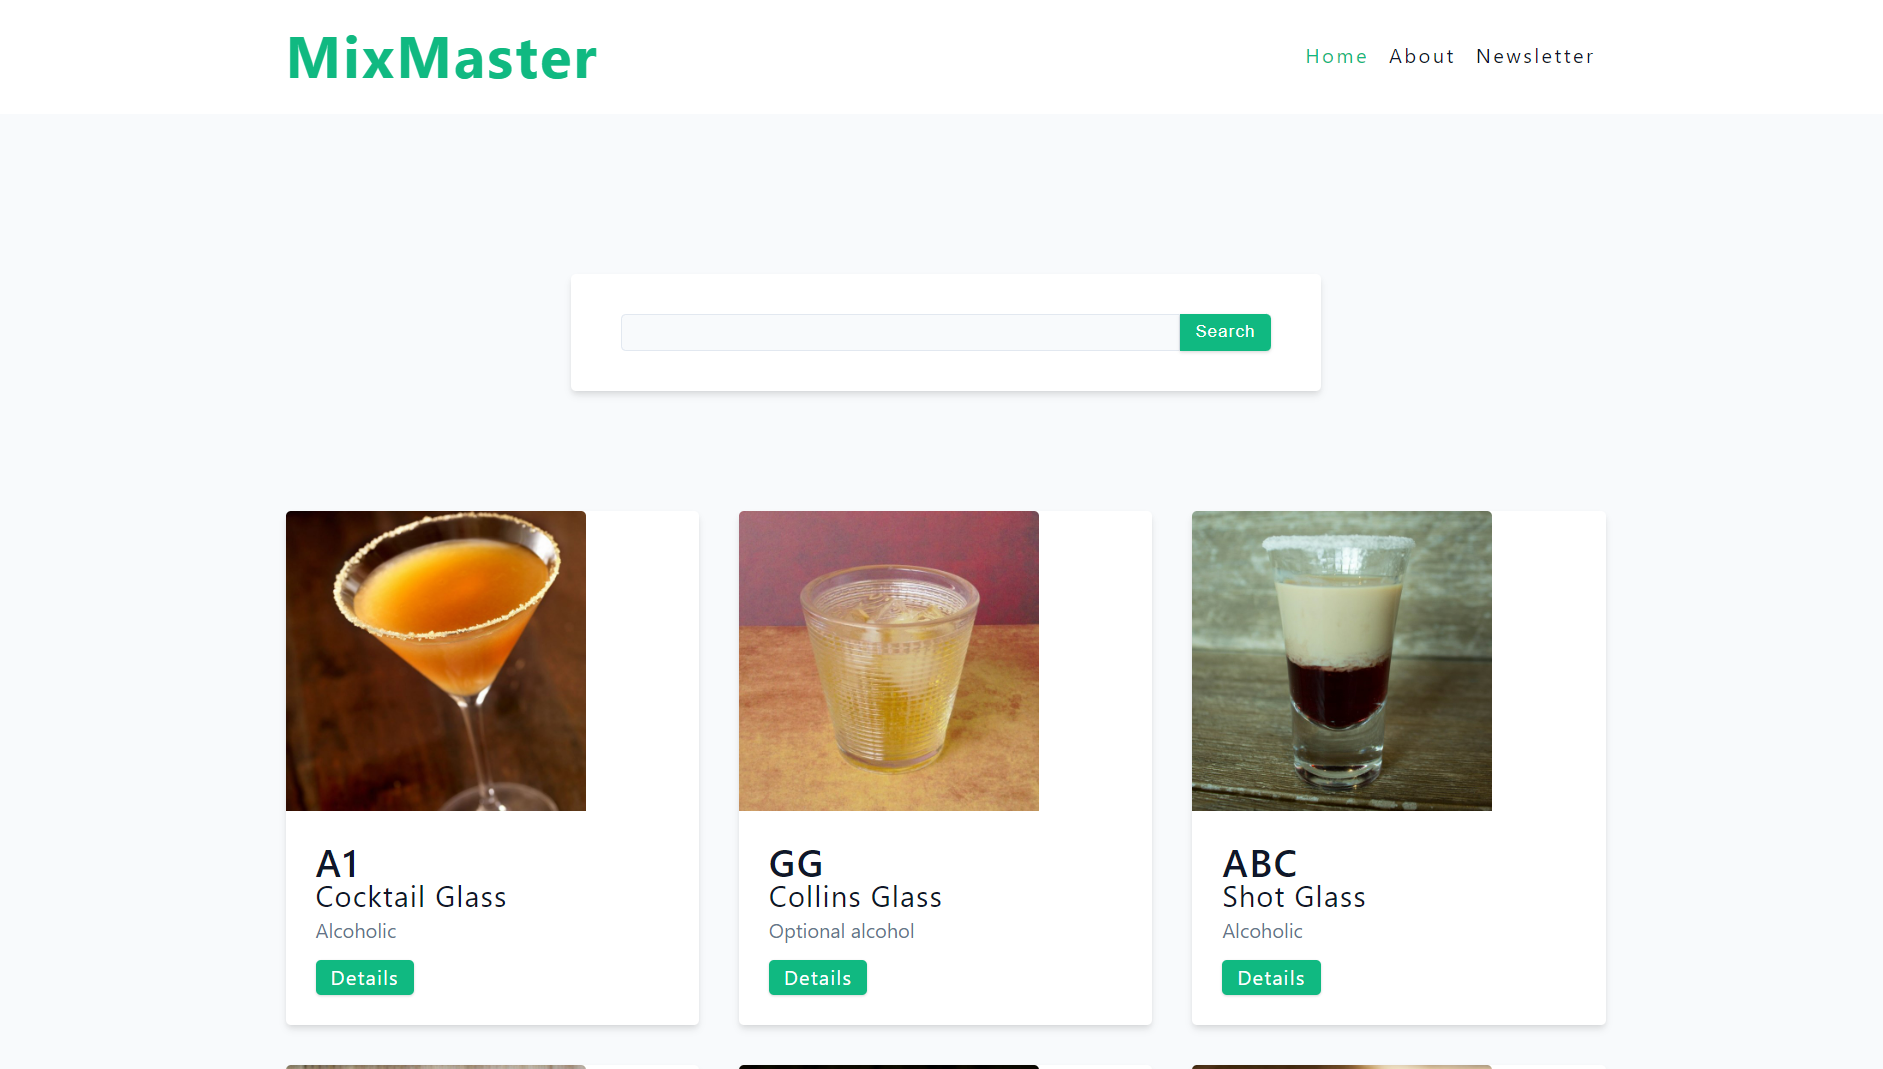 MixMaster
Home About Newsletter
Search
A1
Cocktail Glass
Alcoholic
Details
GG
Collins Glass
Optional alcohol
Details
ABC
Shot Glass
Alcoholic
Details